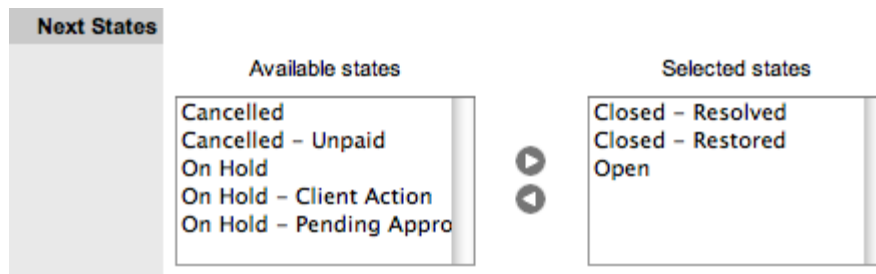 Next States
Available states
Selected states
Cancelled
Cancelled – Unpaid
On Hold
On Hold – Client Action
On Hold – Pending Appro
Closed – Resolved
Closed – Restored
Open